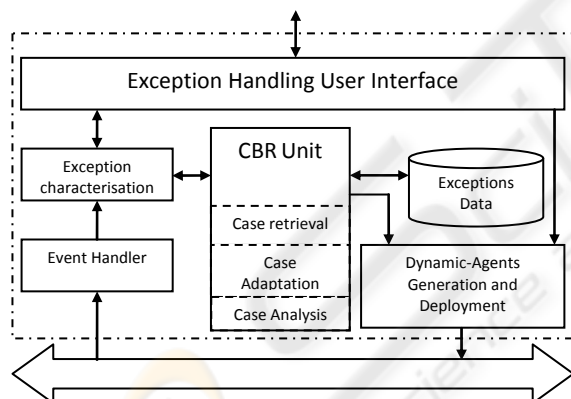 Exception Handling User Interface
Exception
characterisation
Event Handler
CBR Unit
Case retrieval
Case
Adaptation
Case Analysis
Exceptions
Data
Dynamic-Agents
Generation and
Deployment